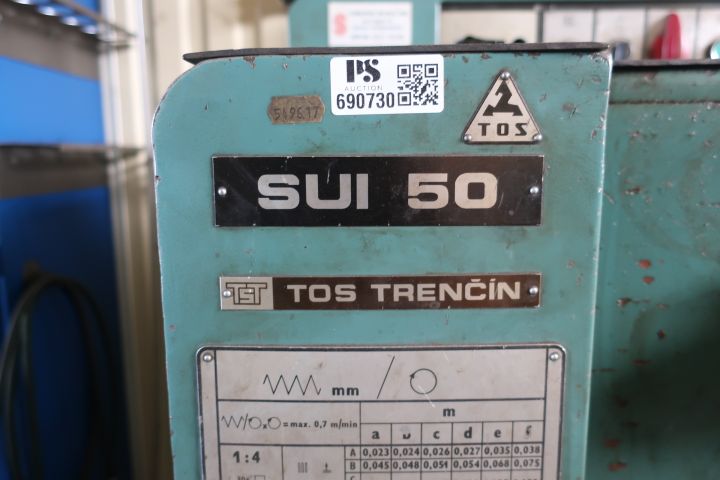 PS
AUCTION
690730
549617
TOS
SUI 50
TST TOS TRENČÍN
mm /
= max. 0,7 m/min
m
a b c d e f
1:4
A 0,023 0,024 0,026 0,027 0,035 0,038
B 0,045 0,048 0,051 0,054 0,068 0,075